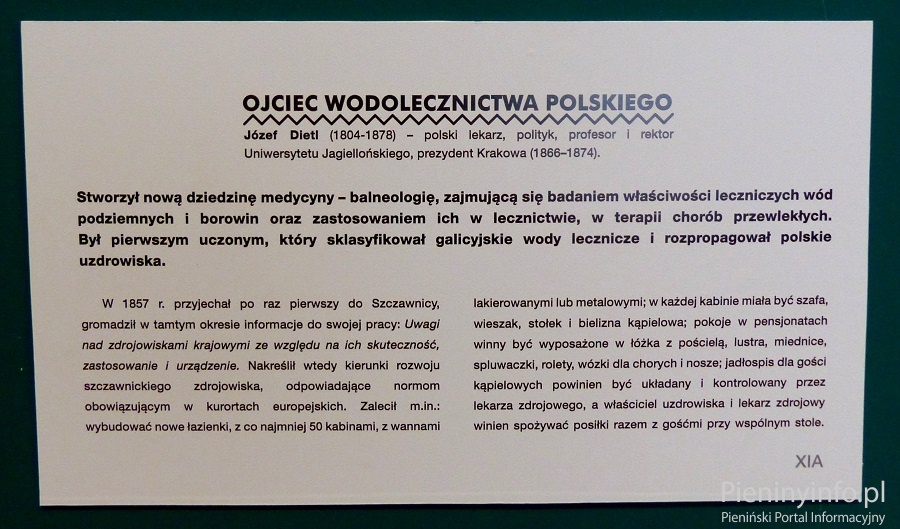 OJCIEC WODOLECZNICTWA POLSKIEGO
Józef Dietl (1804-1878) – polski lekarz, polityk, profesor i rektor
Uniwersytetu Jagiellońskiego, prezydent Krakowa (1866–1874).
Stworzył nową dziedzinę medycyny – balneologię, zajmującą się badaniem właściwości leczniczych wód
podziemnych i borowin oraz zastosowaniem ich w lecznictwie, w terapii chorób przewlekłych.
Był pierwszym uczonym, który sklasyfikował galicyjskie wody lecznicze i rozpropagował polskie
uzdrowiska.
W 1857 r. przyjechał po raz pierwszy do Szczawnicy,
gromadził w tamtym okresie informacje do swojej pracy: Uwagi
nad zdrojowiskami krajowymi ze względu na ich skuteczność,
zastosowanie i urządzenie. Nakreślił wtedy kierunki rozwoju
szczawnickiego zdrojowiska, odpowiadające normom
obowiązującym w kurortach europejskich. Zalecił m.in.:
wybudować nowe łazienki, z co najmniej 50 kabinami, z wannami
lakierowanymi lub metalowymi; w każdej kabinie miała być szafa,
wieszak, stołek i bielizna kąpielowa; pokoje w pensjonatach
winny być wyposażone w łóżka z pościelą, lustra, miednice,
spluwaczki, rolety, wózki dla chorych i nosze; jadłospis dla gości
kąpielowych powinien być układany i kontrolowany przez
lekarza zdrojowego, a właściciel uzdrowiska i lekarz zdrojowy
winien spożywać posiłki razem z gośćmi przy wspólnym stole.
XIA
Pieninyinfo.pl
Pieniński Portal Informacyjny